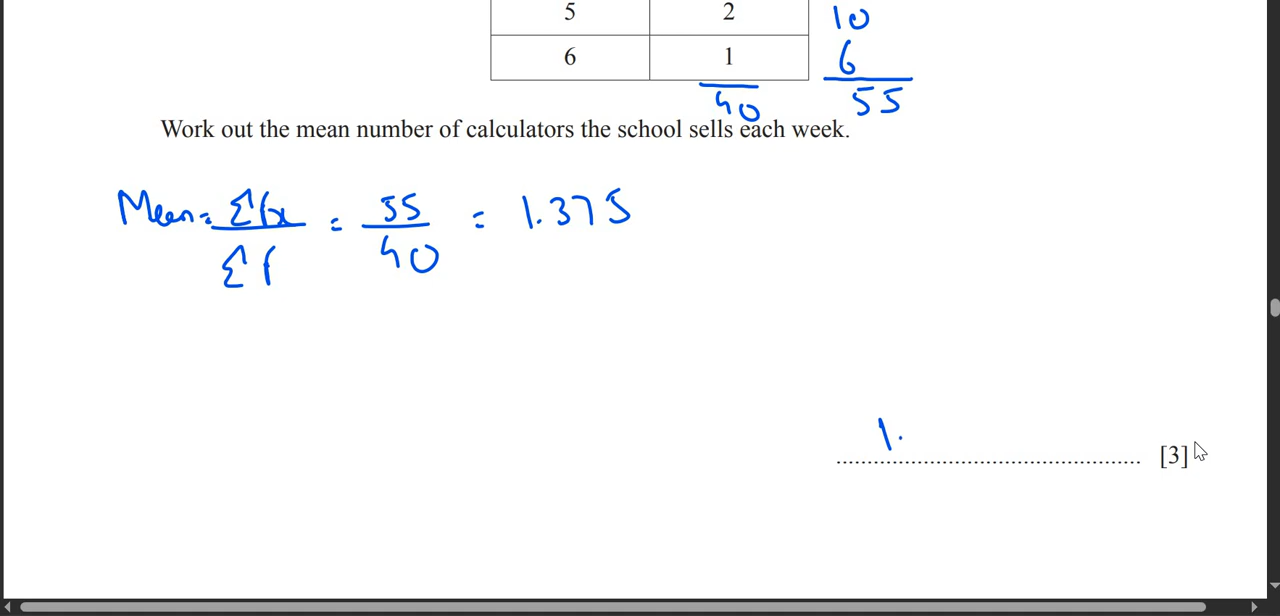 5 2 10
6 1 6
40 55
Work out the mean number of calculators the school sells each week.
Mean = Σfx / Σf = 55 / 40 = 1.375
1.
[3]